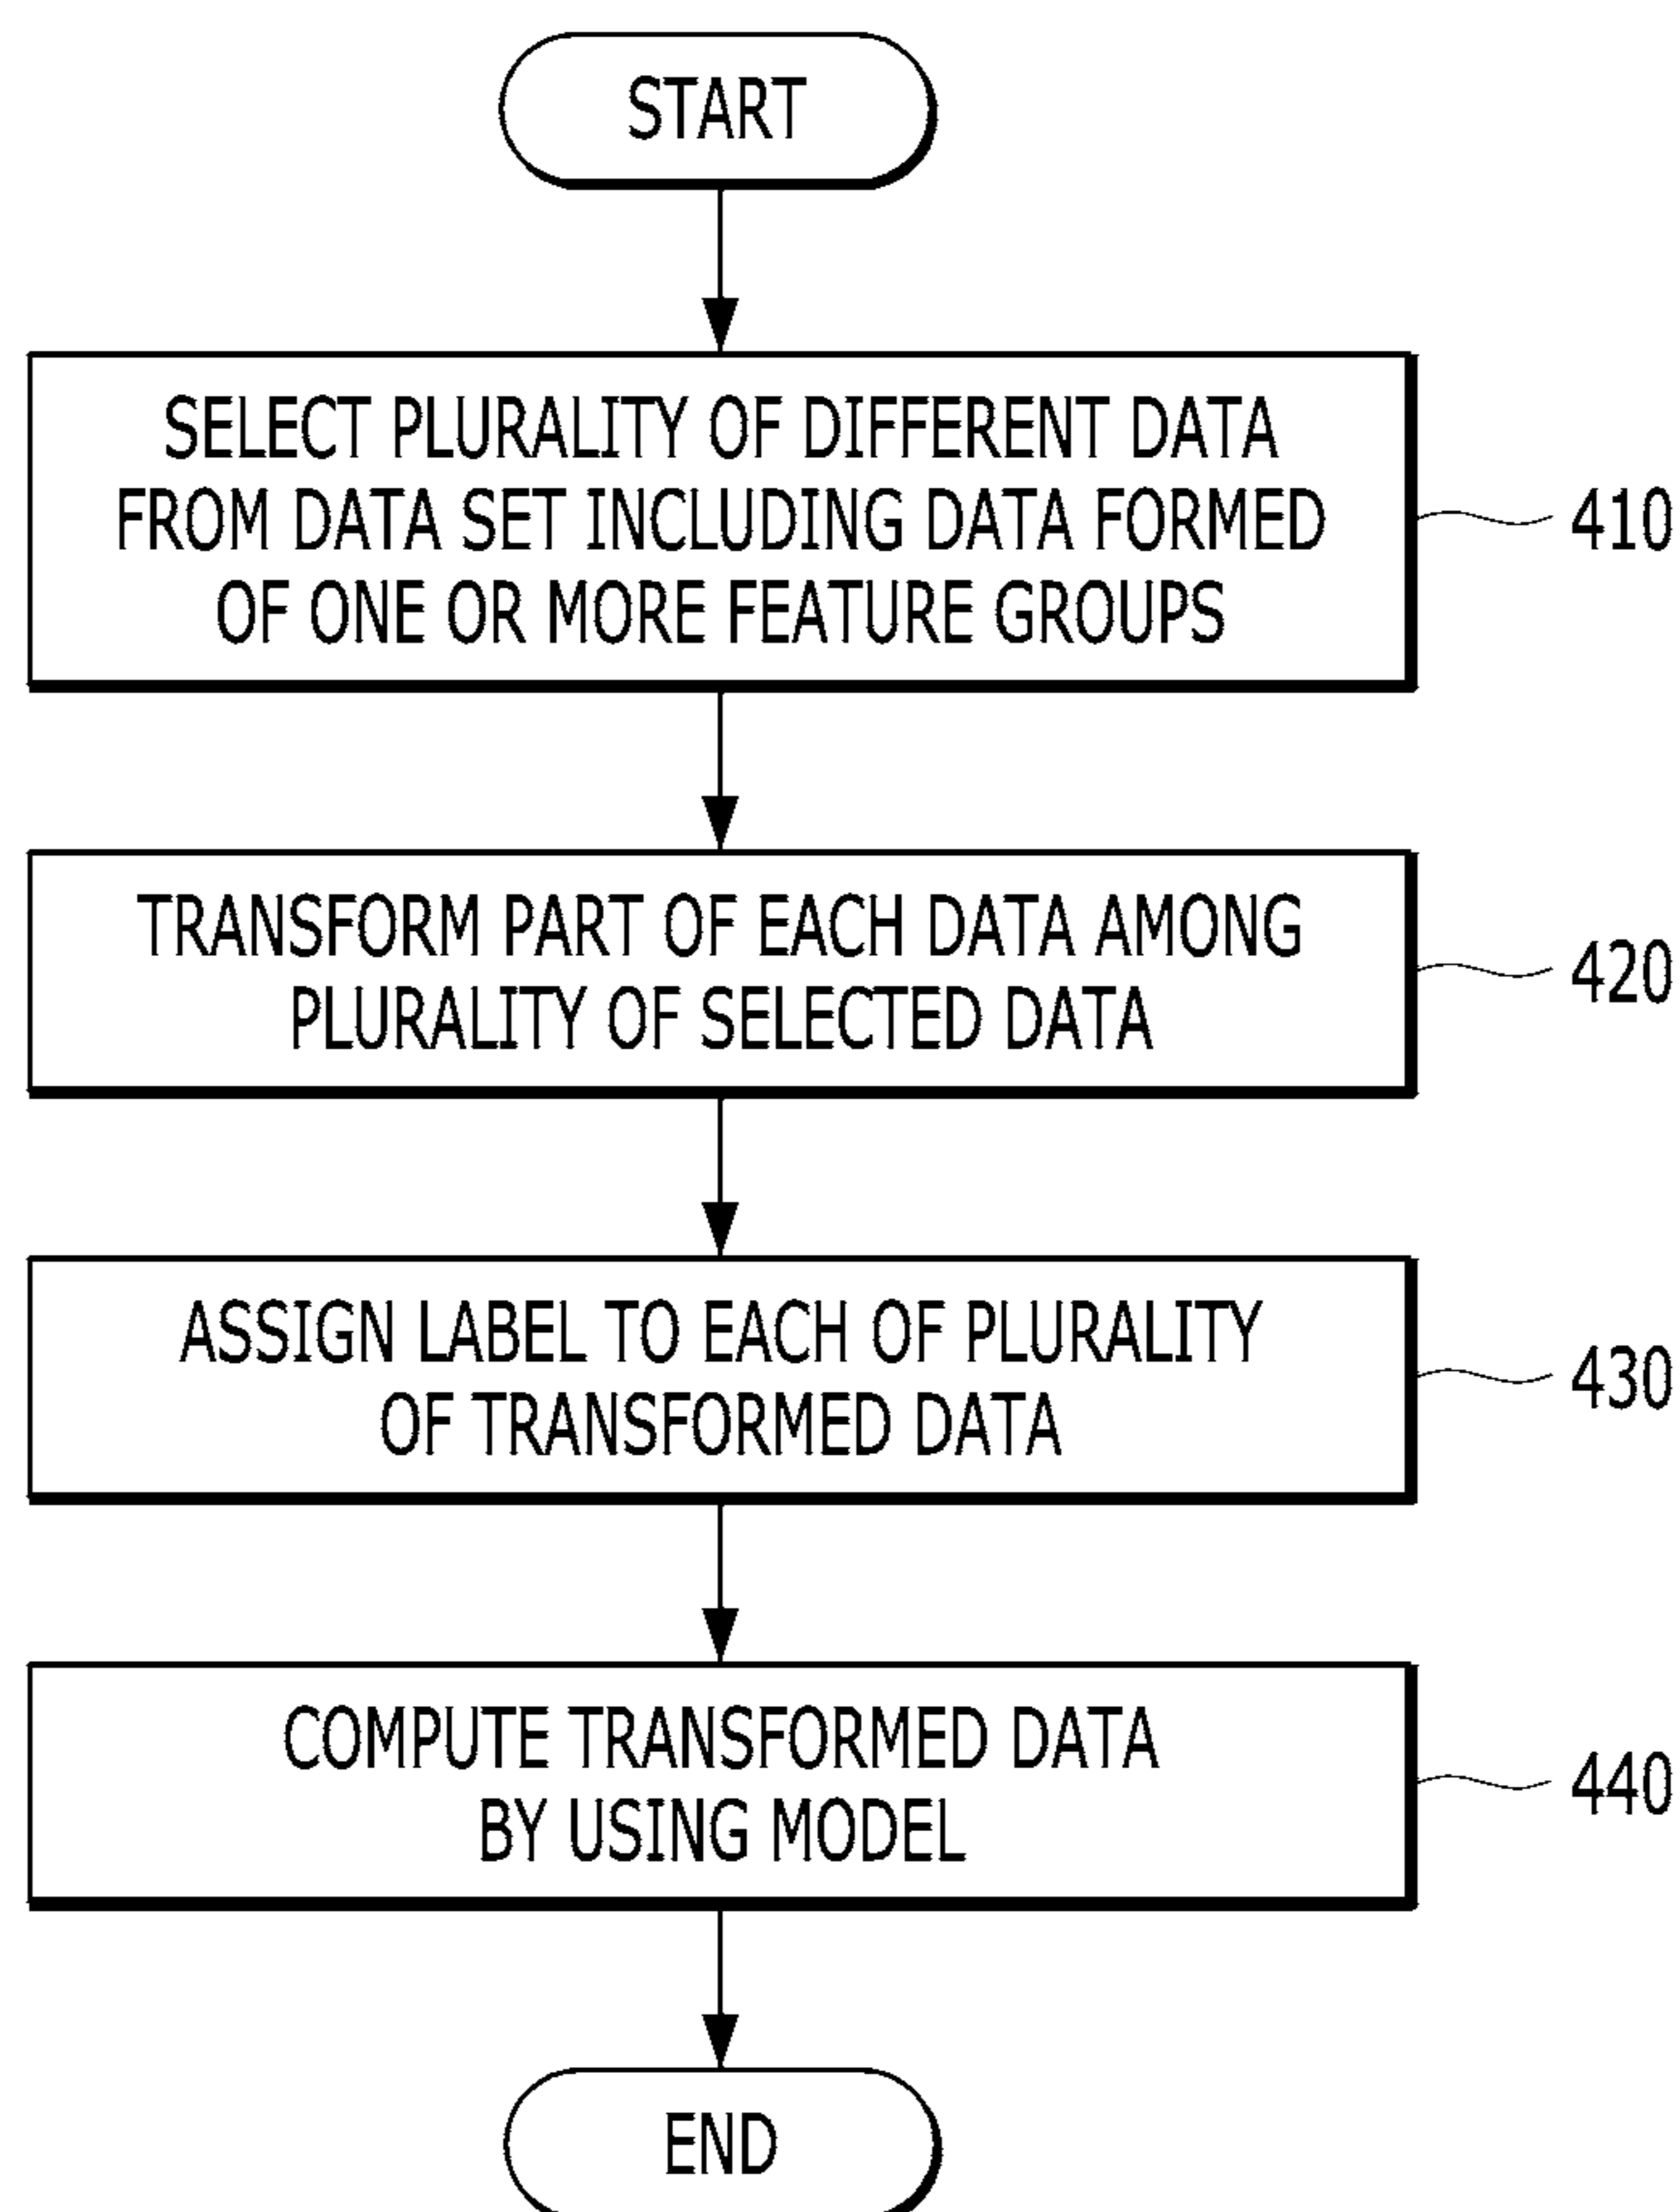 START
SELECT PLURALITY OF DIFFERENT DATA
FROM DATA SET INCLUDING DATA FORMED
OF ONE OR MORE FEATURE GROUPS
410
TRANSFORM PART OF EACH DATA AMONG
PLURALITY OF SELECTED DATA
420
ASSIGN LABEL TO EACH OF PLURALITY
OF TRANSFORMED DATA
430
COMPUTE TRANSFORMED DATA
BY USING MODEL
440
END